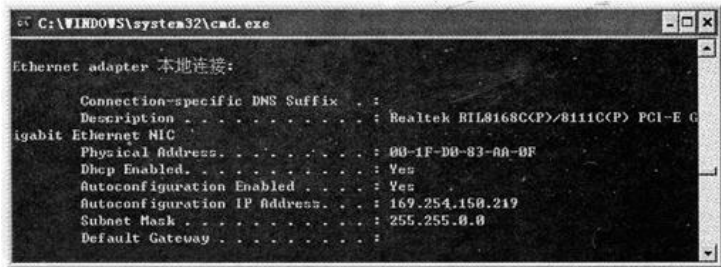 C:\WINDOWS\system32\cmd.exe
Ethernet adapter 本地连接:
Connection-specific DNS Suffix . :
Description . . . . . . . . . . . : Realtek RTL8168C(P)/8111C(P) PCI-E G
igabit Ethernet NIC
Physical Address. . . . . . . . . : 00-1F-D0-83-AA-0F
Dhcp Enabled. . . . . . . . . . . : Yes
Autoconfiguration Enabled . . . . : Yes
Autoconfiguration IP Address. . . : 169.254.150.219
Subnet Mask . . . . . . . . . . . : 255.255.0.0
Default Gateway . . . . . . . . . :